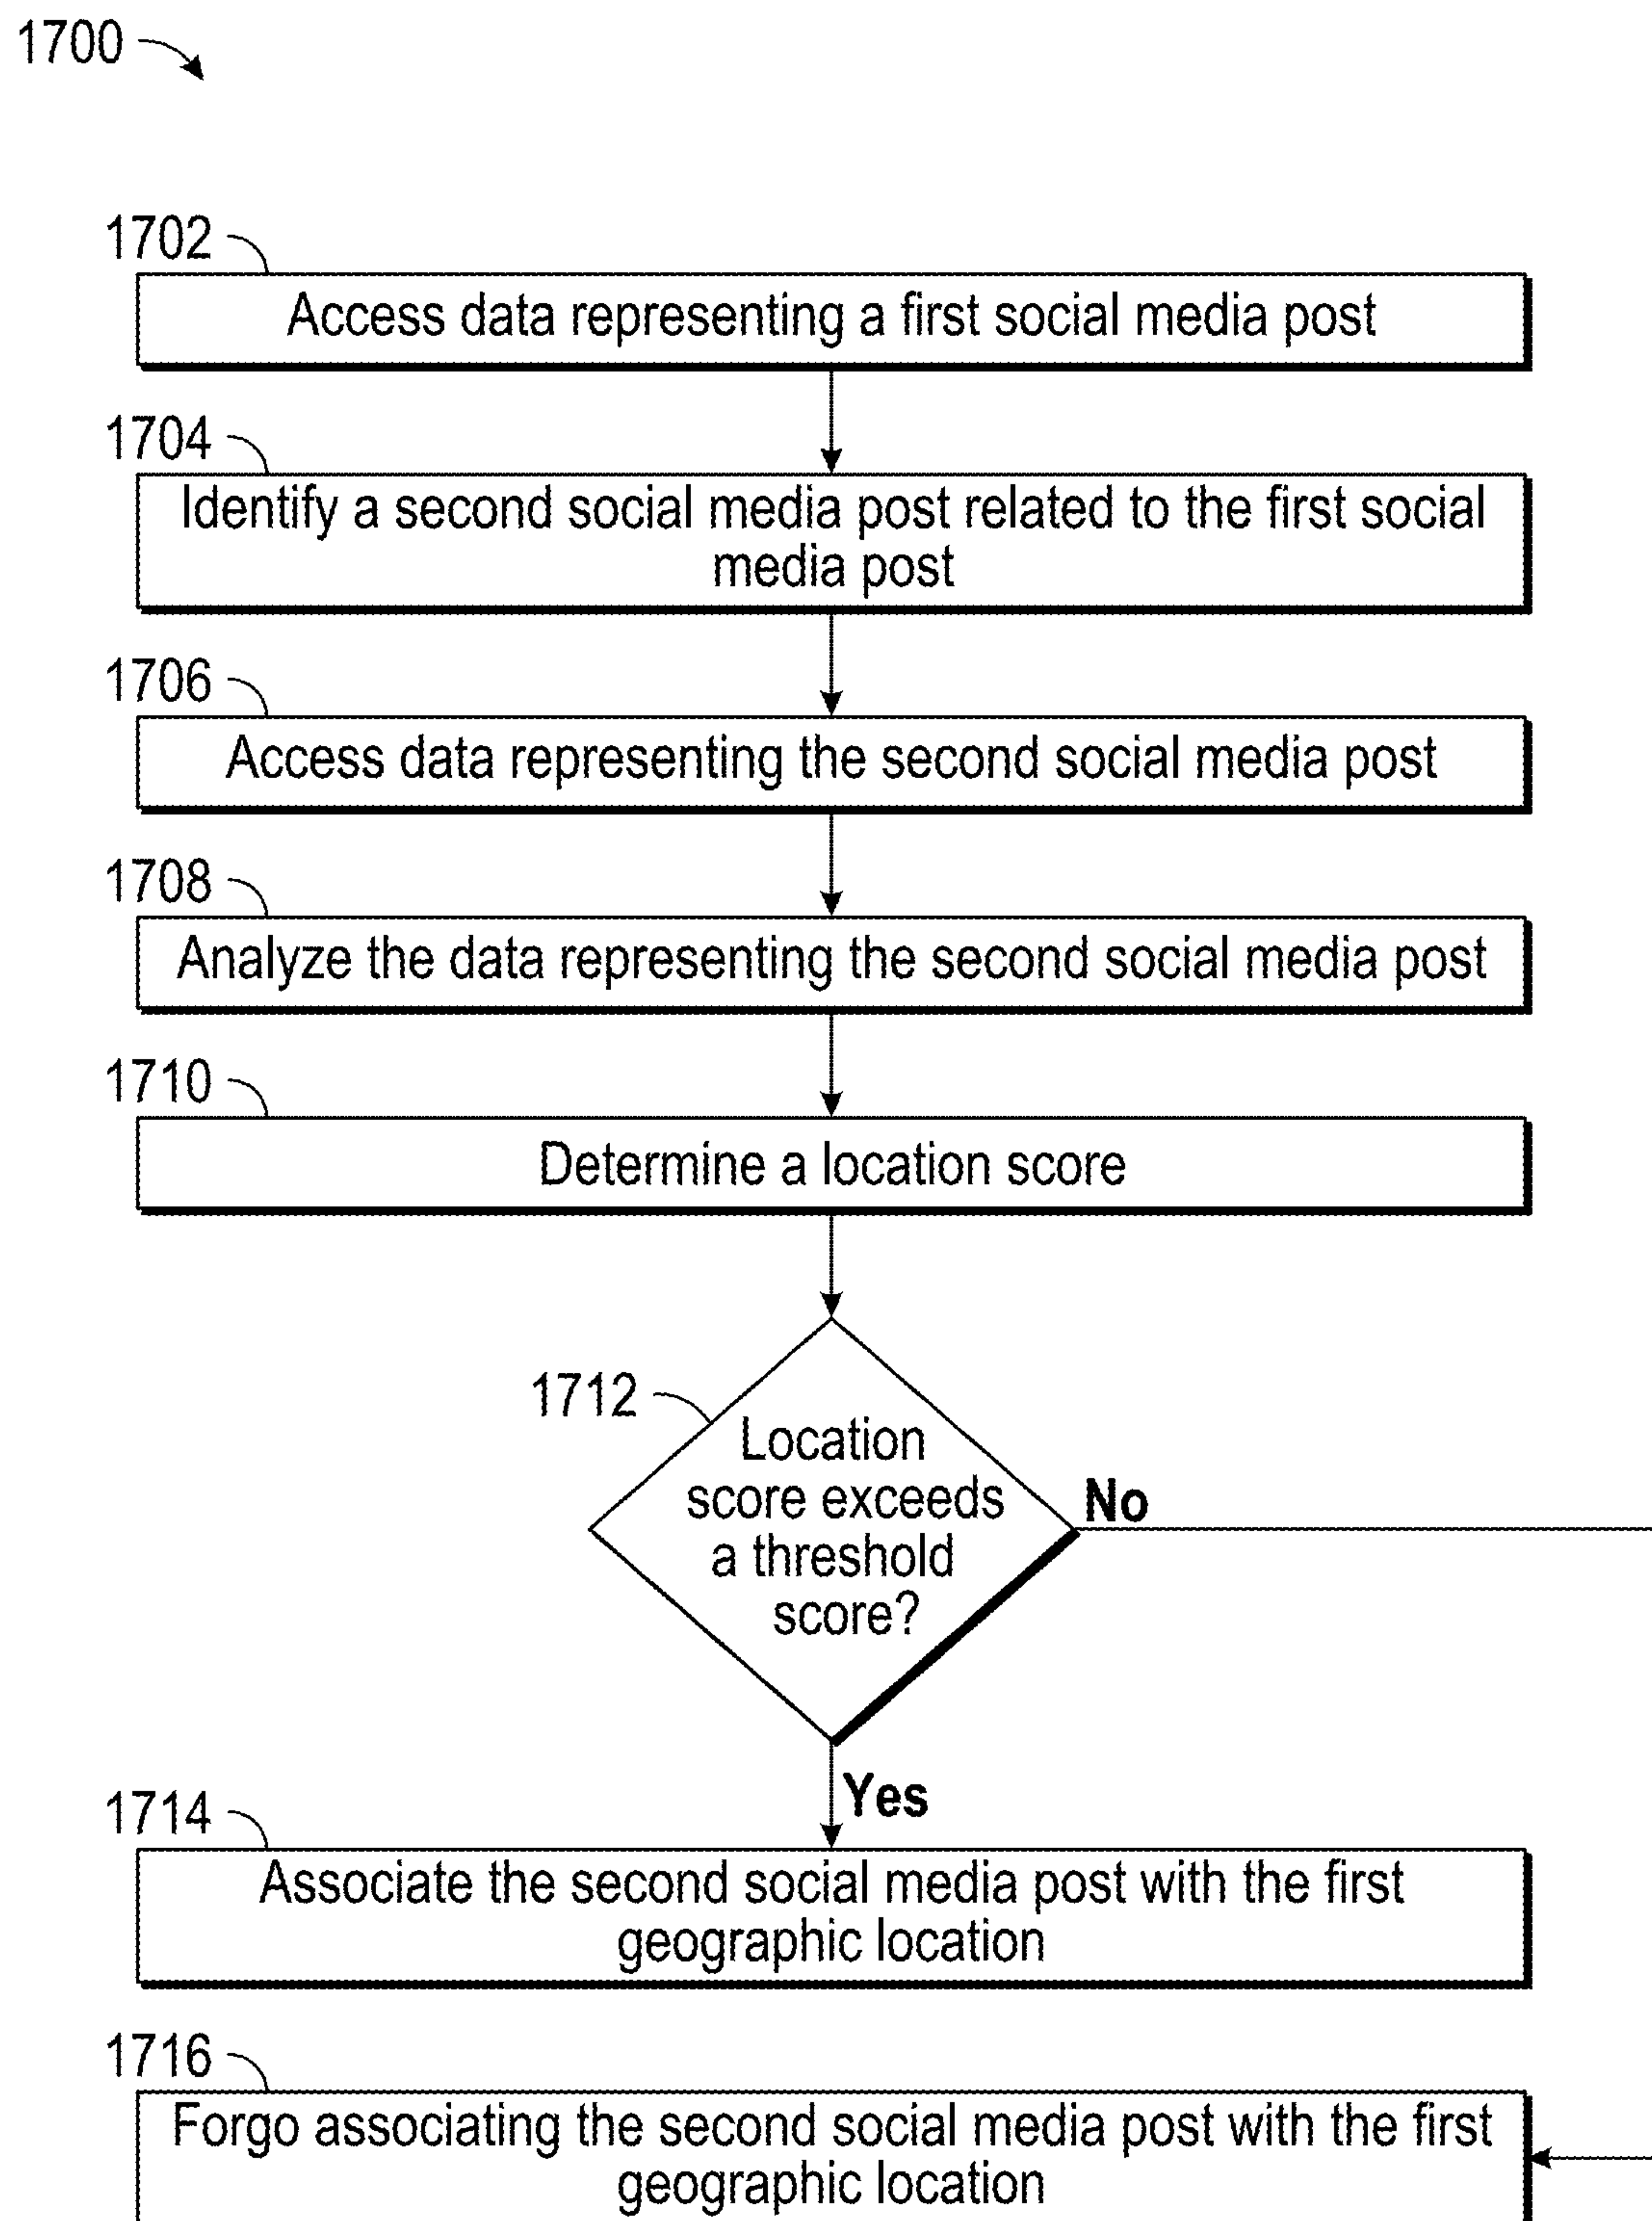 1700
1702
Access data representing a first social media post
1704
Identify a second social media post related to the first social
media post
1706
Access data representing the second social media post
1708
Analyze the data representing the second social media post
1710
Determine a location score
1712
Location
score exceeds
a threshold
score?
No
Yes
1714
Associate the second social media post with the first
geographic location
1716
Forgo associating the second social media post with the first
geographic location